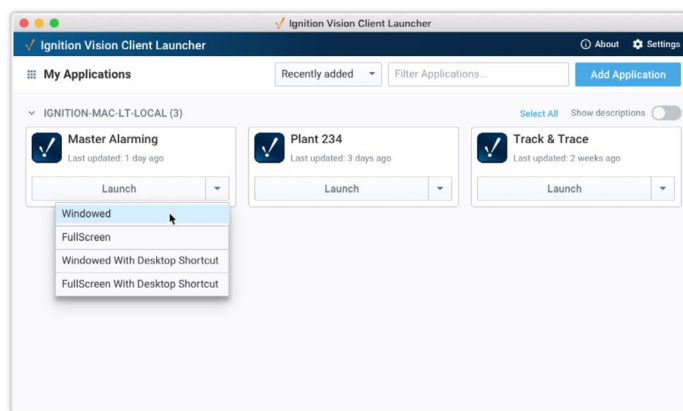 Ignition Vision Client Launcher
Ignition Vision Client Launcher
About
Settings
My Applications
Recently added
Filter Applications...
Add Application
IGNITION-MAC-LT-LOCAL (3)
Select All
Show descriptions
Master Alarming
Last updated: 1 day ago
Launch
Plant 234
Last updated: 3 days ago
Launch
Track & Trace
Last updated: 2 weeks ago
Launch
Windowed
FullScreen
Windowed With Desktop Shortcut
FullScreen With Desktop Shortcut